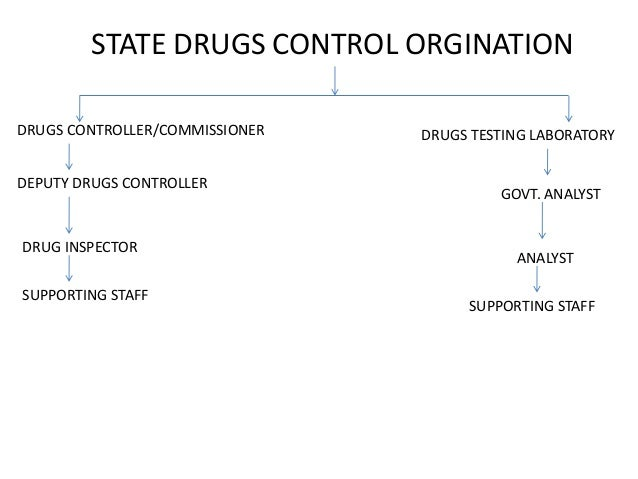 STATE DRUGS CONTROL ORGINATION
DRUGS CONTROLLER/COMMISSIONER
DEPUTY DRUGS CONTROLLER
DRUG INSPECTOR
SUPPORTING STAFF
DRUGS TESTING LABORATORY
GOVT. ANALYST
ANALYST
SUPPORTING STAFF